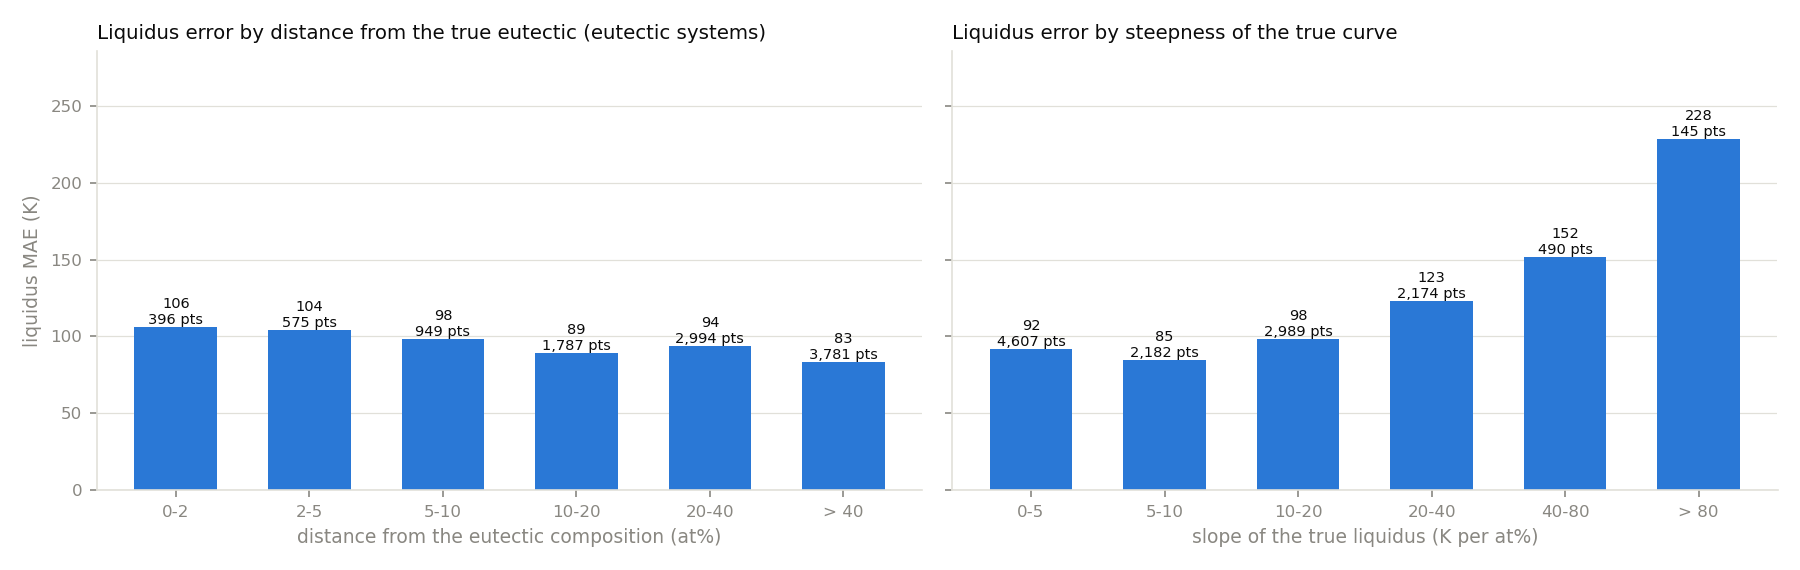 Liquidus error by distance from the true eutectic (eutectic systems)
liquidus MAE (K)
250
200
150
100
50
0
106
396 pts
104
575 pts
98
949 pts
89
1,787 pts
94
2,994 pts
83
3,781 pts
0-2
2-5
5-10
10-20
20-40
> 40
distance from the eutectic composition (at%)
Liquidus error by steepness of the true curve
92
4,607 pts
85
2,182 pts
98
2,989 pts
123
2,174 pts
152
490 pts
228
145 pts
0-5
5-10
10-20
20-40
40-80
> 80
slope of the true liquidus (K per at%)